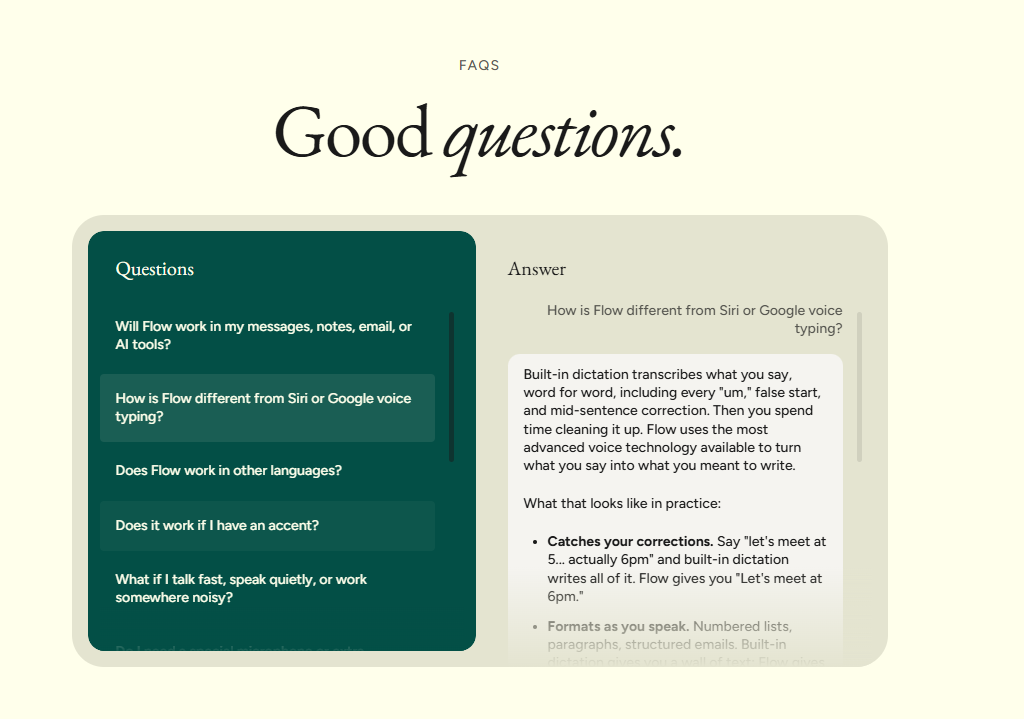 FAQS
Good questions.
Questions
Will Flow work in my messages, notes, email, or
AI tools?
How is Flow different from Siri or Google voice
typing?
Does Flow work in other languages?
Does it work if I have an accent?
What if I talk fast, speak quietly, or work
somewhere noisy?
Do I need a special microphone or extra
Answer
How is Flow different from Siri or Google voice
typing?
Built-in dictation transcribes what you say,
word for word, including every "um," false start,
and mid-sentence correction. Then you spend
time cleaning it up. Flow uses the most
advanced voice technology available to turn
what you say into what you meant to write.
What that looks like in practice:
• Catches your corrections. Say "let's meet at
5... actually 6pm" and built-in dictation
writes all of it. Flow gives you "Let's meet at
6pm."
• Formats as you speak. Numbered lists,
paragraphs, structured emails. Built-in
dictation gives you a wall of text; Flow gives